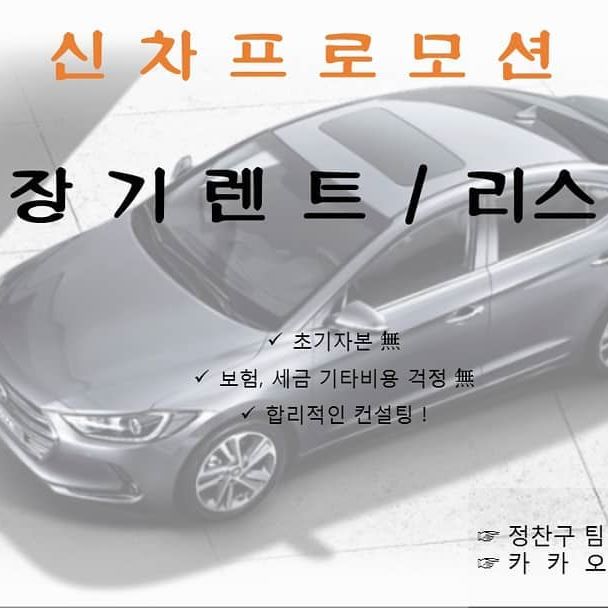 신 차 프 로 모 션
장 기 렌 트 / 리스
✓ 초기자본 無
✓ 보험, 세금 기타비용 걱정 無
✓ 합리적인 컨설팅 !
☞ 정찬구 팀
☞ 카 카 오